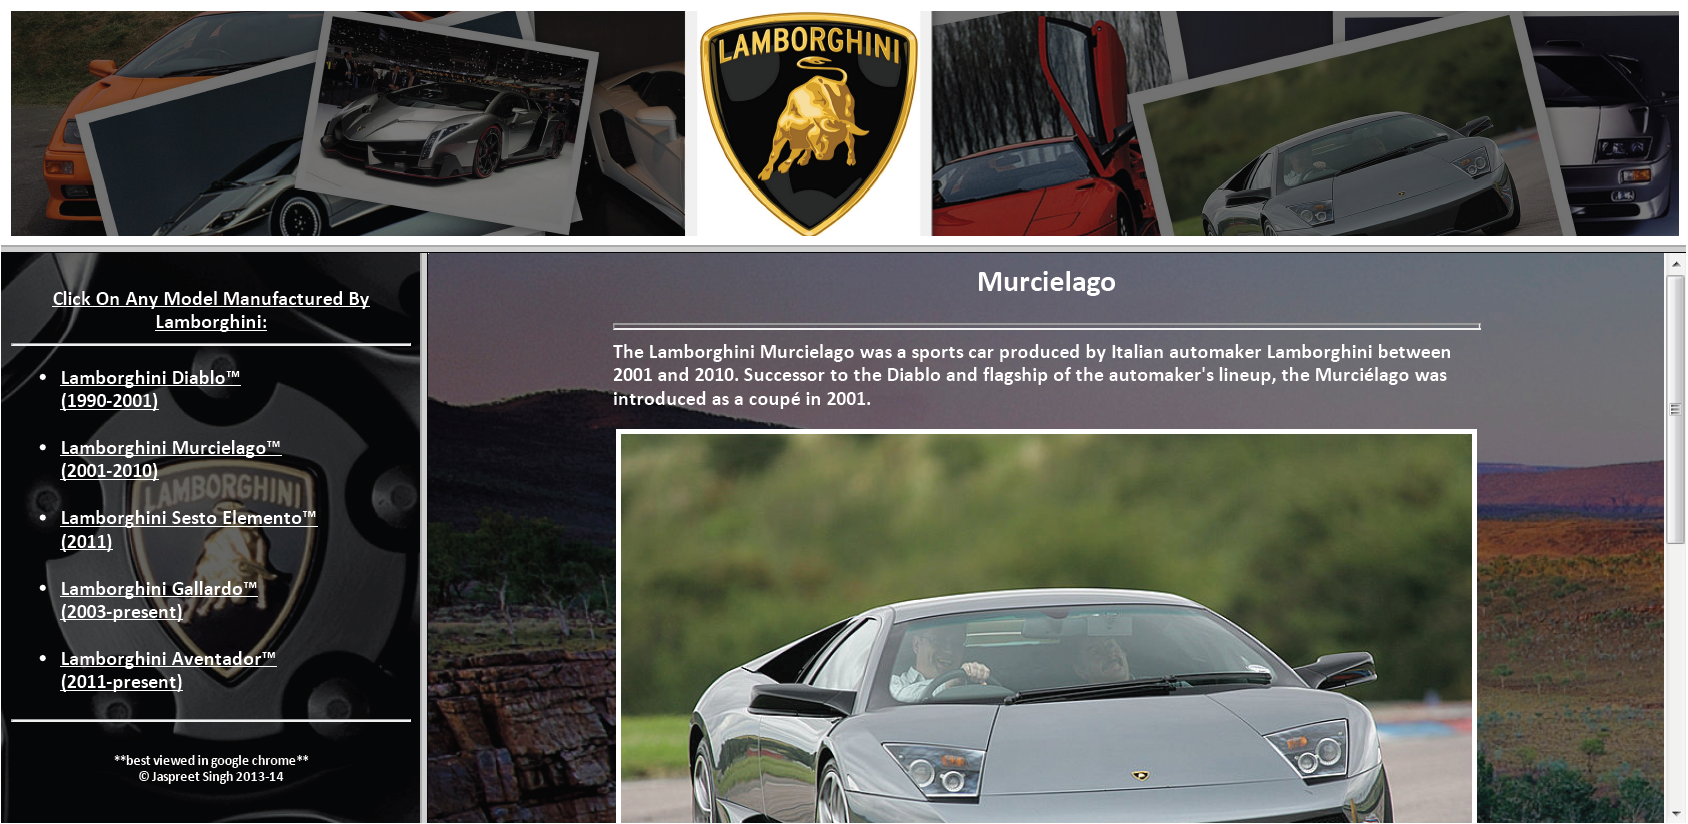 LAMBORGHINI
Click On Any Model Manufactured By
Lamborghini:
• Lamborghini Diablo™
(1990-2001)
• Lamborghini Murcielago™
(2001-2010)
• Lamborghini Sesto Elemento™
(2011)
• Lamborghini Gallardo™
(2003-present)
• Lamborghini Aventador™
(2011-present)
LAMBORGHINI
**best viewed in google chrome**
© Jaspreet Singh 2013-14
Murcielago
The Lamborghini Murcielago was a sports car produced by Italian automaker Lamborghini between
2001 and 2010. Successor to the Diablo and flagship of the automaker's lineup, the Murciélago was
introduced as a coupé in 2001.